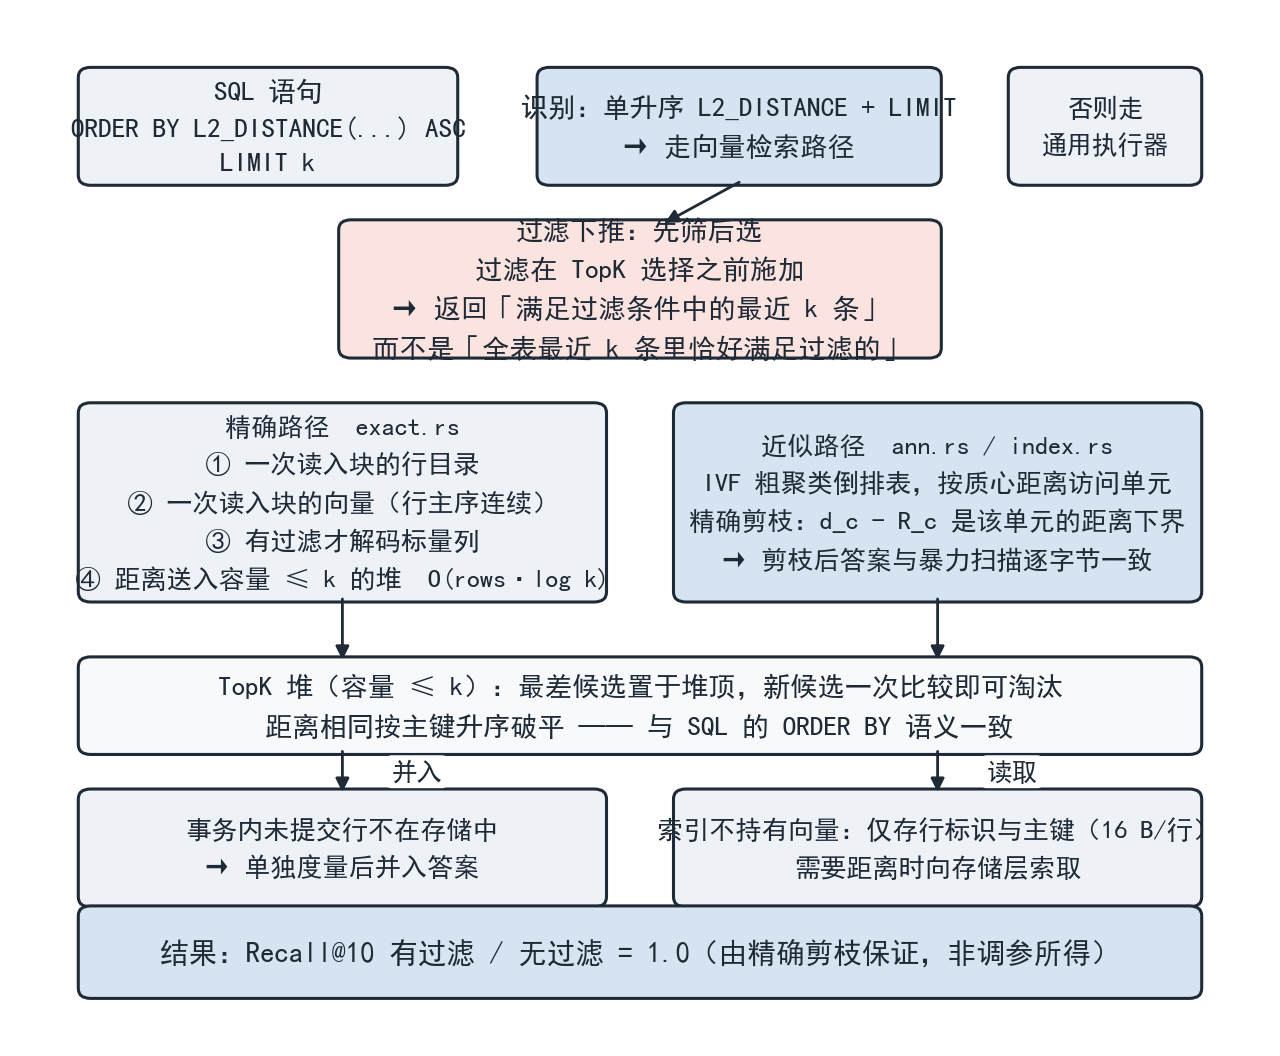 SQL 语句
ORDER BY L2_DISTANCE(...) ASC
LIMIT k
识别：单升序 L2_DISTANCE + LIMIT
→ 走向量检索路径
否则走
通用执行器
过滤下推：先筛后选
过滤在 TopK 选择之前施加
→ 返回「满足过滤条件中的最近 k 条」
而不是「全表最近 k 条里恰好满足过滤的」
精确路径  exact.rs
① 一次读入块的行目录
② 一次读入块的向量（行主序连续）
③ 有过滤才解码标量列
④ 距离送入容量 ≤ k 的堆  O(rows·log k)
近似路径  ann.rs / index.rs
IVF 粗聚类倒排表，按质心距离访问单元
精确剪枝：d_c − R_c 是该单元的距离下界
→ 剪枝后答案与暴力扫描逐字节一致
TopK 堆（容量 ≤ k）：最差候选置于堆顶，新候选一次比较即可淘汰
距离相同按主键升序破平 —— 与 SQL 的 ORDER BY 语义一致
并入
读取
事务内未提交行不在存储中
→ 单独度量后并入答案
索引不持有向量：仅存行标识与主键（16 B/行）
需要距离时向存储层索取
结果：Recall@10 有过滤 / 无过滤 = 1.0（由精确剪枝保证，非调参所得）